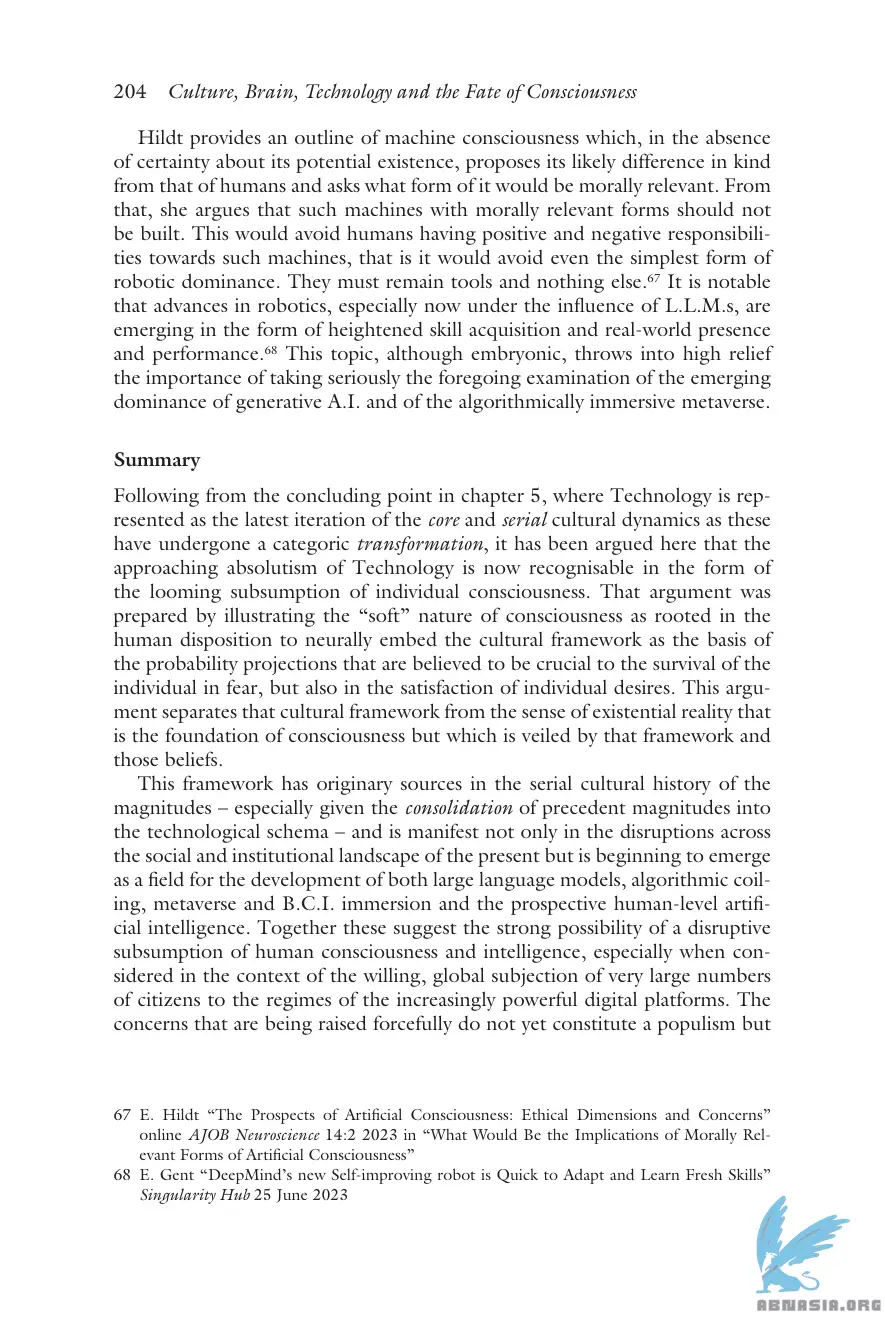 204 Culture, Brain, Technology and the Fate of Consciousness
Hildt provides an outline of machine consciousness which, in the absence
of certainty about its potential existence, proposes its likely difference in kind
from that of humans and asks what form of it would be morally relevant. From
that, she argues that such machines with morally relevant forms should not
be built. This would avoid humans having positive and negative responsibili-
ties towards such machines, that is it would avoid even the simplest form of
robotic dominance. They must remain tools and nothing else.67 It is notable
that advances in robotics, especially now under the influence of L.L.M.s, are
emerging in the form of heightened skill acquisition and real-world presence
and performance.68 This topic, although embryonic, throws into high relief
the importance of taking seriously the foregoing examination of the emerging
dominance of generative A.I. and of the algorithmically immersive metaverse.
Summary
Following from the concluding point in chapter 5, where Technology is rep-
resented as the latest iteration of the core and serial cultural dynamics as these
have undergone a categoric transformation, it has been argued here that the
approaching absolutism of Technology is now recognisable in the form of
the looming subsumption of individual consciousness. That argument was
prepared by illustrating the “soft” nature of consciousness as rooted in the
human disposition to neurally embed the cultural framework as the basis of
the probability projections that are believed to be crucial to the survival of the
individual in fear, but also in the satisfaction of individual desires. This argu-
ment separates that cultural framework from the sense of existential reality that
is the foundation of consciousness but which is veiled by that framework and
those beliefs.
This framework has originary sources in the serial cultural history of the
magnitudes – especially given the consolidation of precedent magnitudes into
the technological schema – and is manifest not only in the disruptions across
the social and institutional landscape of the present but is beginning to emerge
as a field for the development of both large language models, algorithmic coil-
ing, metaverse and B.C.I. immersion and the prospective human-level artifi-
cial intelligence. Together these suggest the strong possibility of a disruptive
subsumption of human consciousness and intelligence, especially when con-
sidered in the context of the willing, global subjection of very large numbers
of citizens to the regimes of the increasingly powerful digital platforms. The
concerns that are being raised forcefully do not yet constitute a populism but
67 E. Hildt “The Prospects of Artificial Consciousness: Ethical Dimensions and Concerns”
online AJOB Neuroscience 14:2 2023 in “What Would Be the Implications of Morally Rel-
evant Forms of Artificial Consciousness”
68 E. Gent “DeepMind’s new Self-improving robot is Quick to Adapt and Learn Fresh Skills”
Singularity Hub 25 June 2023
ABNASIA.ORG